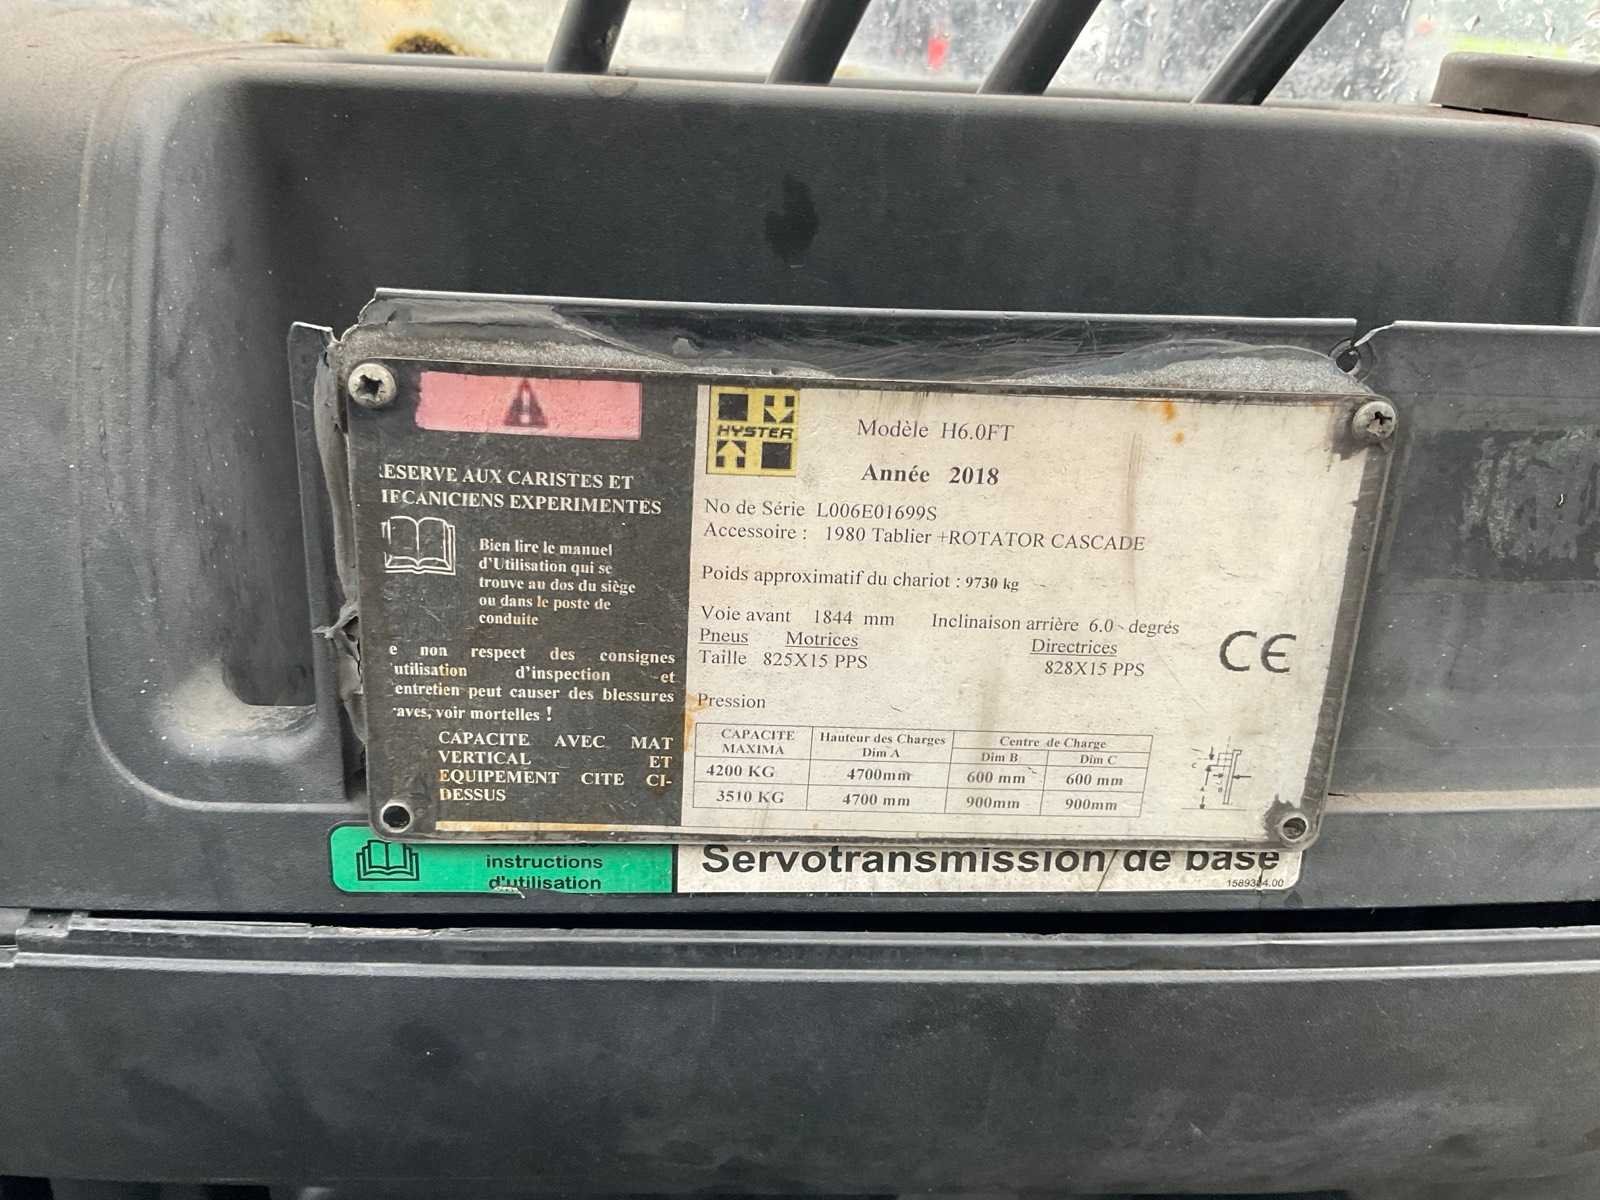 ESERVE AUX CARISTES ET
ECANICIENS EXPERIMENTES
Bien lire le manuel
d'Utilisation qui se
trouve au dos du siège
ou dans le poste de
conduite
e non respect des consignes
'utilisation d'inspection et
entretien peut causer des blessures
aves, voir mortelles !
CAPACITE AVEC MAT
VERTICAL ET
EQUIPEMENT CITE CI-
DESSUS
HYSTER
Modèle H6.0FT
Année 2018
No de Série L006E01699S
Accessoire : 1980 Tablier +ROTATOR CASCADE
Poids approximatif du chariot : 9730 kg
Voie avant 1844 mm Inclinaison arrière 6.0 degrés
Pneus Motrices Directrices
Taille 825X15 PPS 828X15 PPS
CE
Pression
CAPACITE MAXIMA Hauteur des Charges Dim A Centre de Charge
Dim B Dim C
4200 KG 4700mm 600 mm 600 mm
3510 KG 4700 mm 900mm 900mm
instructions
d'utilisation
Servotransmission de base